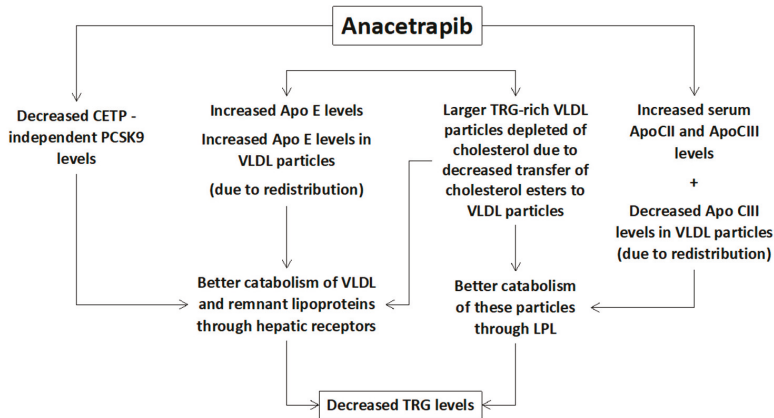 Anacetrapib
Decreased CETP -
independent PCSK9
levels
Increased Apo E levels
Increased Apo E levels in
VLDL particles
(due to redistribution)
Larger TRG-rich VLDL
particles depleted of
cholesterol due to
decreased transfer of
cholesterol esters to
VLDL particles
Increased serum
ApoCII and ApoCIII
levels
+
Decreased Apo CIII
levels in VLDL particles
(due to redistribution)
Better catabolism of VLDL
and remnant lipoproteins
through hepatic receptors
Better catabolism
of these particles
through LPL
Decreased TRG levels